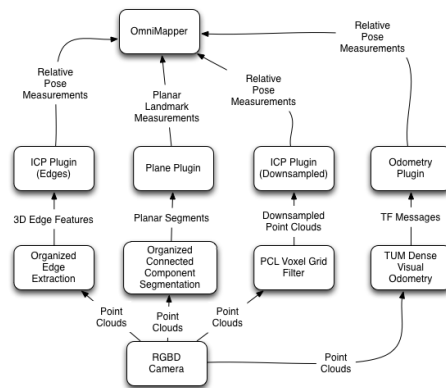 OmniMapper
Relative
Pose
Measurements
Planar
Landmark
Measurements
Relative
Pose
Measurements
Relative
Pose
Measurements
ICP Plugin
(Edges)
Plane Plugin
ICP Plugin
(Downsampled)
Odometry
Plugin
3D Edge Features
Planar Segments
Downsampled
Point Clouds
TF Messages
Organized
Edge
Extraction
Organized
Connected
Component
Segmentation
PCL Voxel Grid
Filter
TUM Dense
Visual
Odometry
Point
Clouds
Point
Clouds
Point
Clouds
Point
Clouds
RGBD
Camera